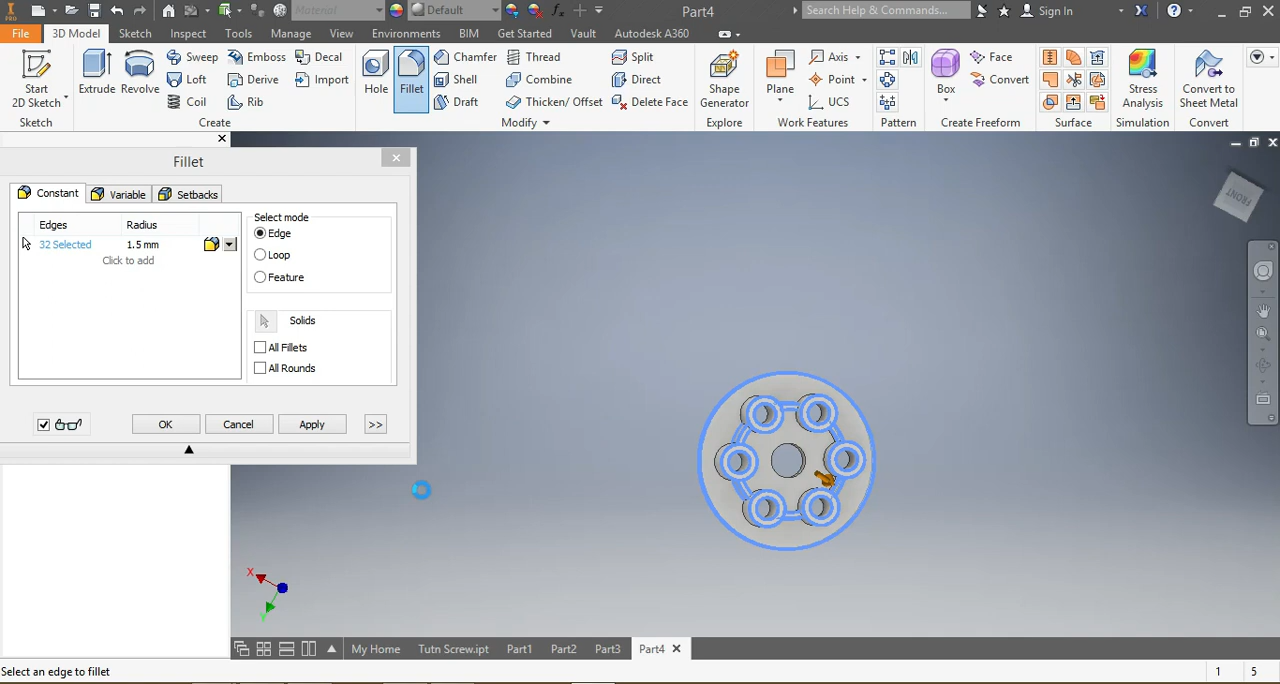 PRO
Material
Default
fx
Part4
Search Help & Commands...
Sign In
File
3D Model
Sketch
Inspect
Tools
Manage
View
Environments
BIM
Get Started
Vault
Autodesk A360
Start
2D Sketch
Sketch
Extrude
Revolve
Sweep
Loft
Coil
Emboss
Derive
Rib
Decal
Import
Create
Hole
Fillet
Chamfer
Shell
Draft
Thread
Combine
Thicken/ Offset
Split
Direct
Delete Face
Modify
Shape
Generator
Explore
Plane
Axis
Point
UCS
Work Features
Pattern
Box
Face
Convert
Create Freeform
Surface
Stress
Analysis
Simulation
Convert to
Sheet Metal
Convert
Fillet
Constant
Variable
Setbacks
Edges
Radius
32 Selected
1.5 mm
Click to add
Select mode
Edge
Loop
Feature
Solids
All Fillets
All Rounds
OK
Cancel
Apply
>>
FRONT
X
Y
My Home
Tutn Screw.ipt
Part1
Part2
Part3
Part4
Select an edge to fillet
1
5